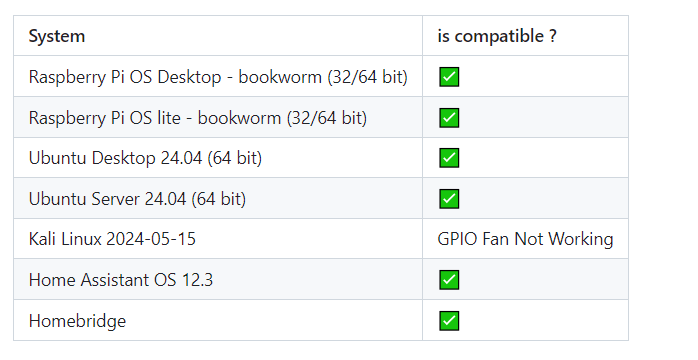 System is compatible ?
Raspberry Pi OS Desktop - bookworm (32/64 bit) ✅
Raspberry Pi OS lite - bookworm (32/64 bit) ✅
Ubuntu Desktop 24.04 (64 bit) ✅
Ubuntu Server 24.04 (64 bit) ✅
Kali Linux 2024-05-15 GPIO Fan Not Working
Home Assistant OS 12.3 ✅
Homebridge ✅